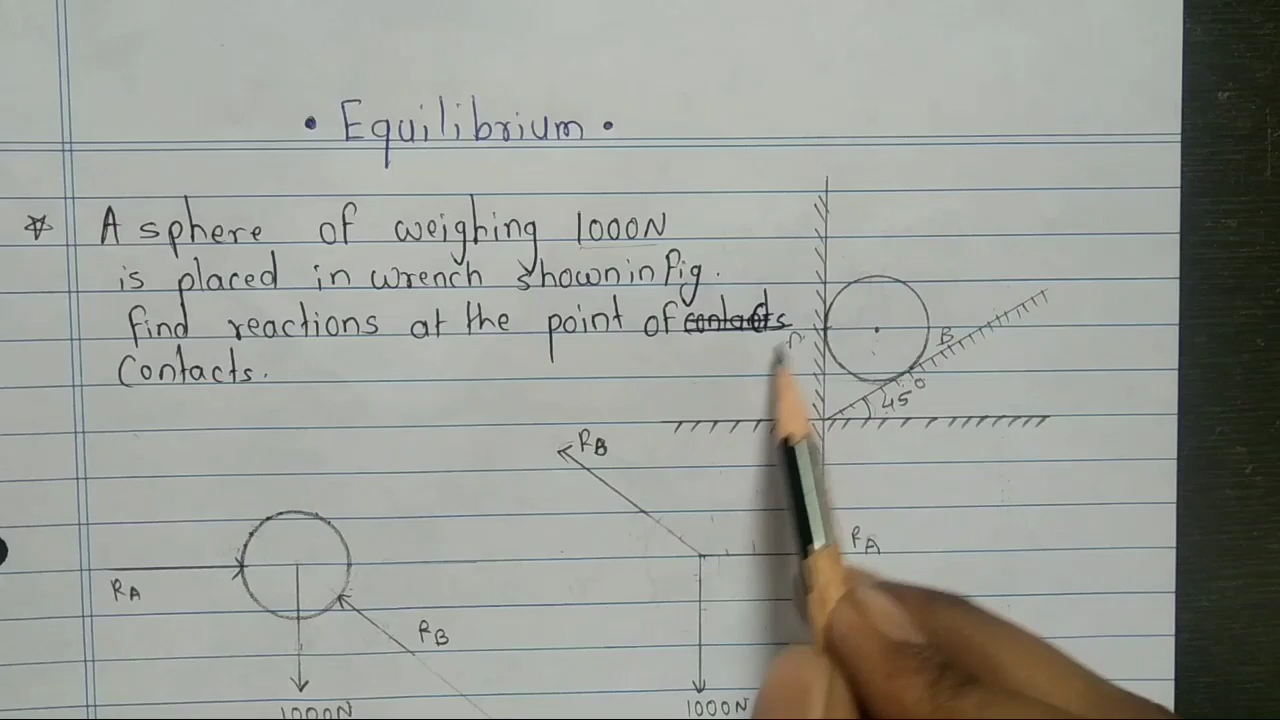 • Equilibrium •
☆ A sphere of weighing 1000N
is placed in wrench shown in fig.
find reactions at the point of contacts
Contacts.
B
45°
RB
RA
RA
RB
1000N
1000N